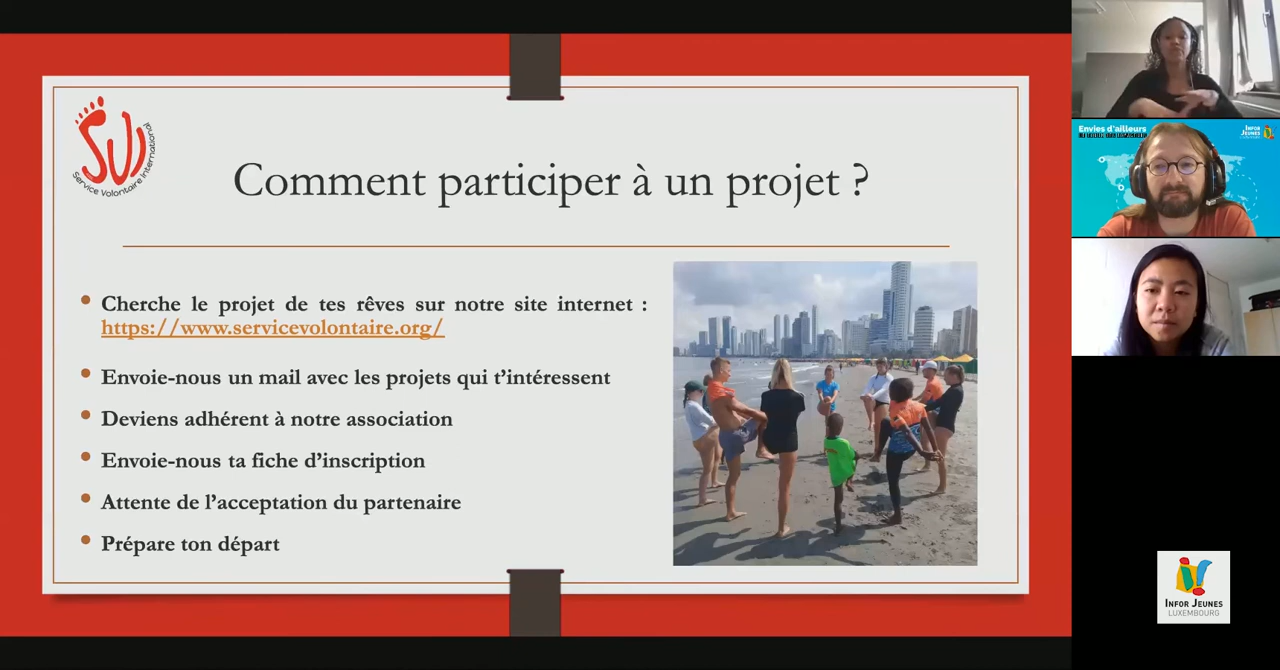 SVI
Service Volontaire International
Comment participer à un projet ?
Cherche le projet de tes rêves sur notre site internet :
https://www.servicevolontaire.org/
Envoie-nous un mail avec les projets qui t’intéressent
Deviens adhérent à notre association
Envoie-nous ta fiche d’inscription
Attente de l’acceptation du partenaire
Prépare ton départ
Envies d'ailleurs
INFOR
JEUNES
INFOR JEUNES
LUXEMBOURG